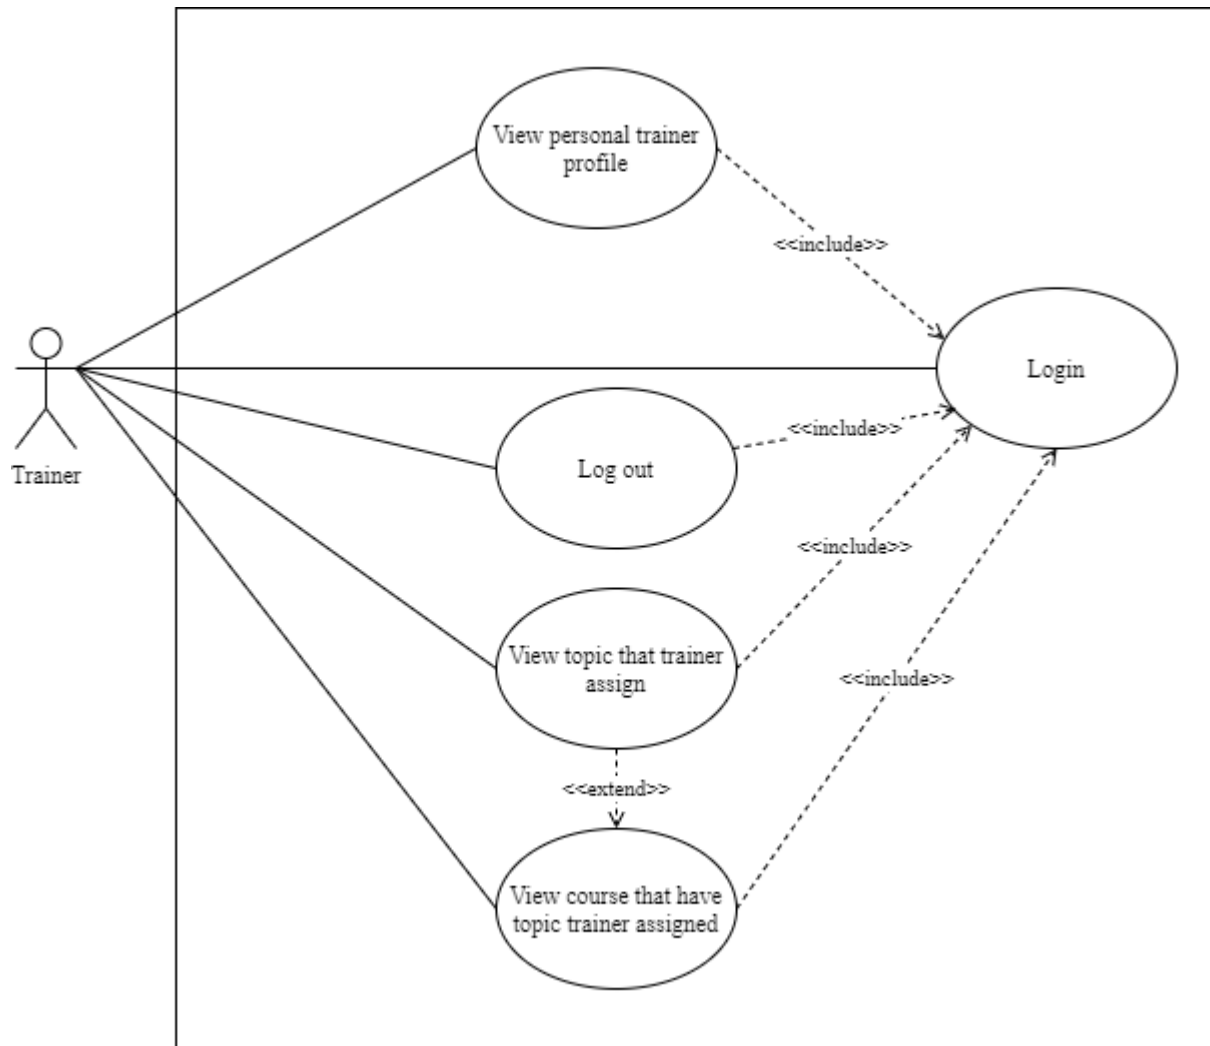 View personal trainer
profile
<<include>>
Login
<<include>>
Log out
Trainer
<<include>>
View topic that trainer
assign
<<include>>
<<extend>>
View course that have
topic trainer assigned